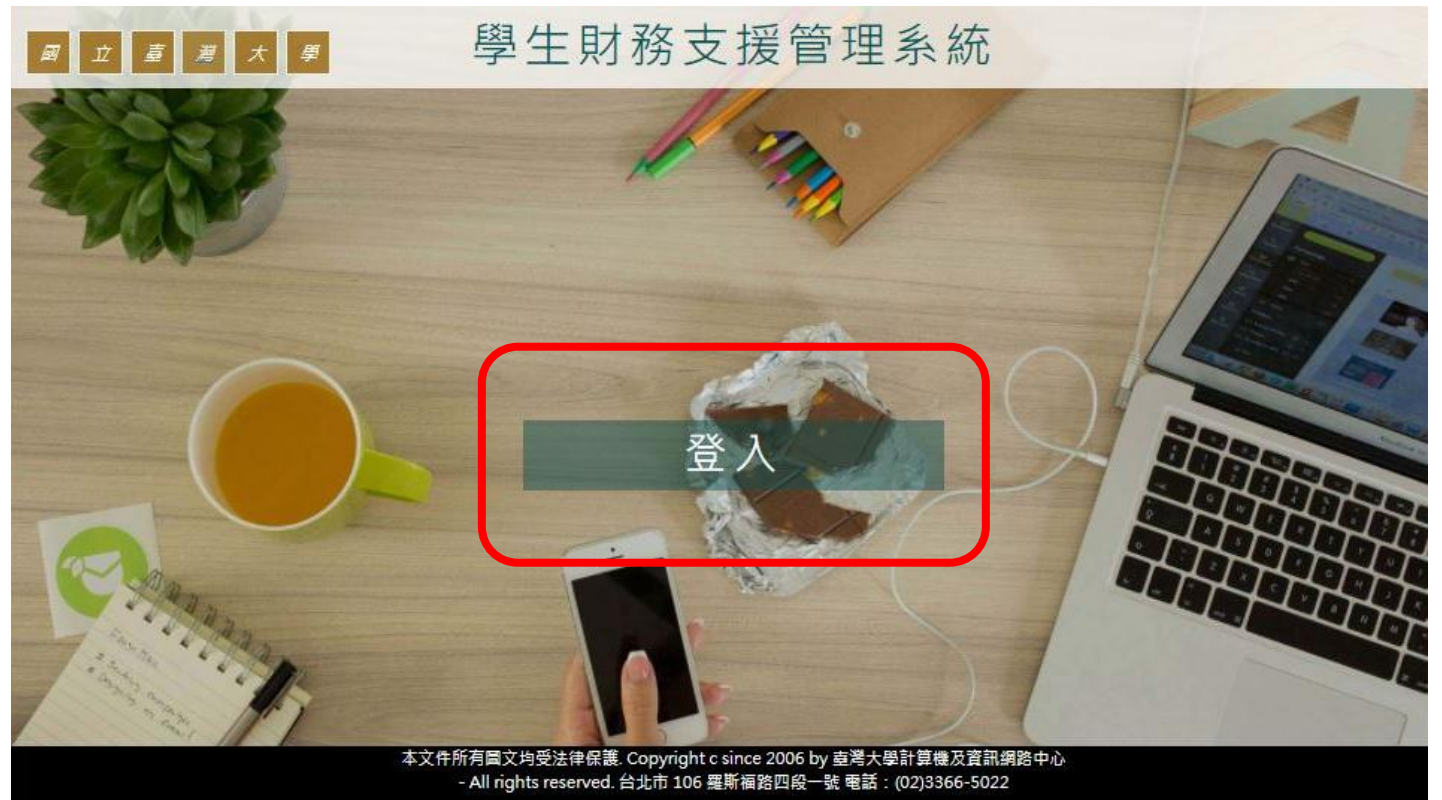 國立臺灣大學
學生財務支援管理系統
登入
本文件所有圖文均受法律保護. Copyright c since 2006 by 臺灣大學計算機及資訊網路中心
- All rights reserved. 台北市 106 羅斯福路四段一號 電話：(02)3366-5022